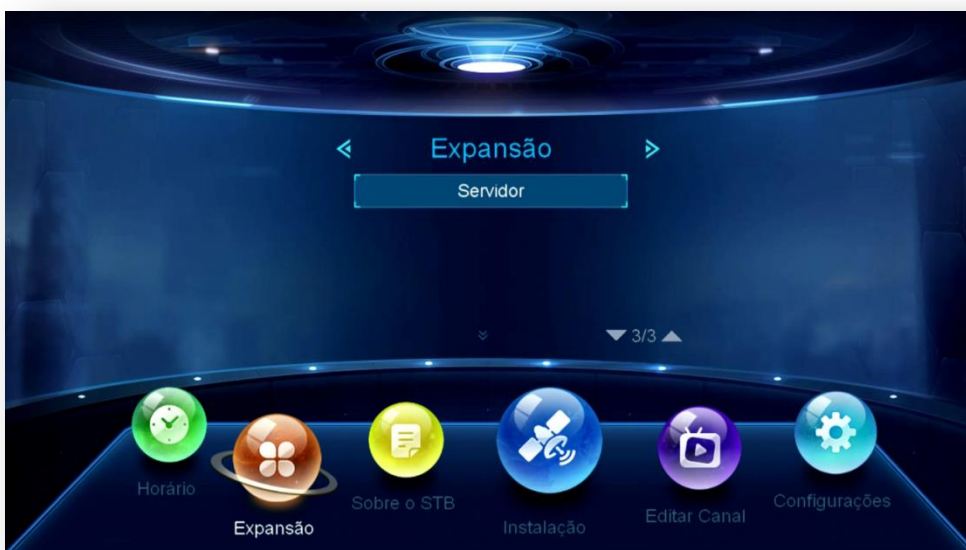 Expansão
Servidor
3/3
Horário
Expansão
Sobre o STB
Instalação
Editar Canal
Configurações